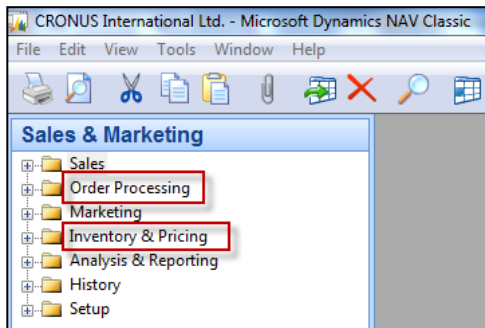 CRONUS International Ltd. - Microsoft Dynamics NAV Classic
File Edit View Tools Window Help
Sales & Marketing
Sales
Order Processing
Marketing
Inventory & Pricing
Analysis & Reporting
History
Setup